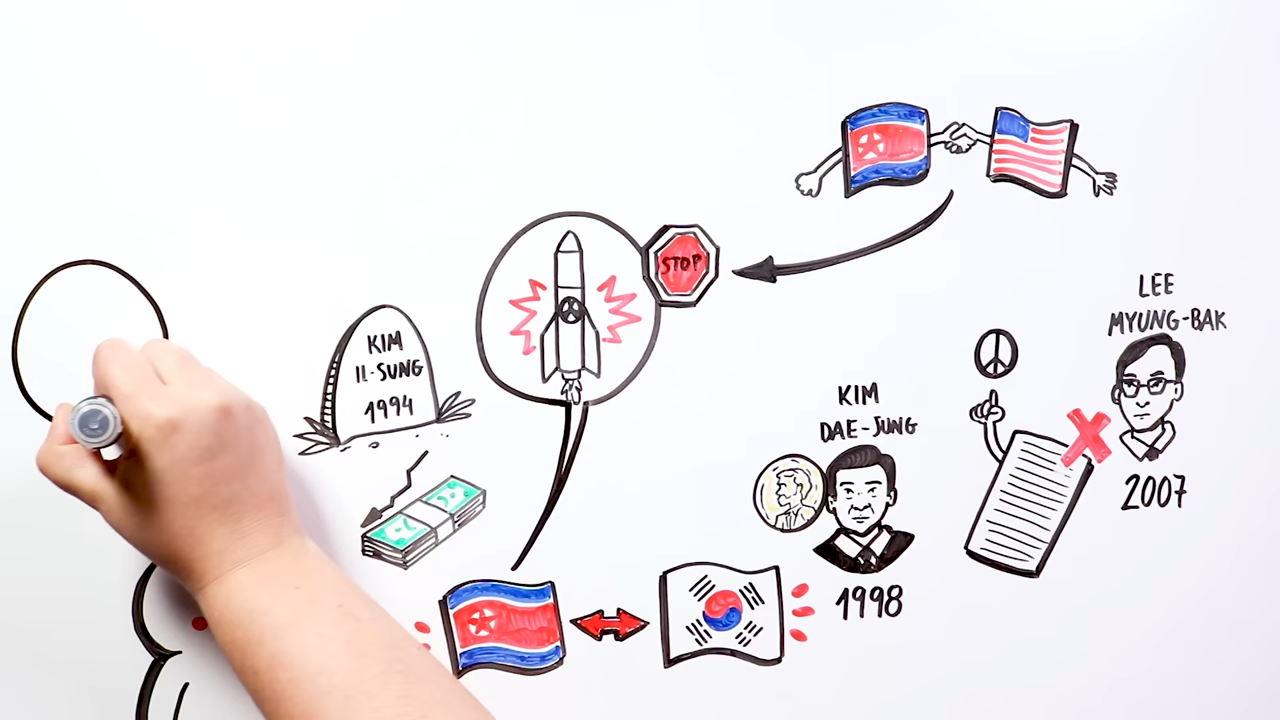 KIM
IL-SUNG
1994
STOP
KIM
DAE-JUNG
1998
LEE
MYUNG-BAK
2007